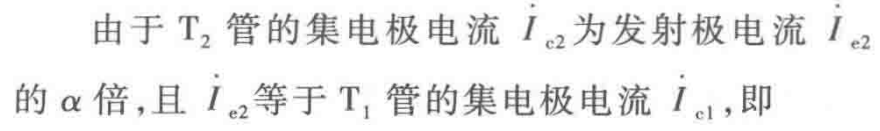 由于 T₂ 管的集电极电流 İ_c2 为发射极电流 İ_e2
的 α 倍,且 İ_e2 等于 T₁ 管的集电极电流 İ_c1,即